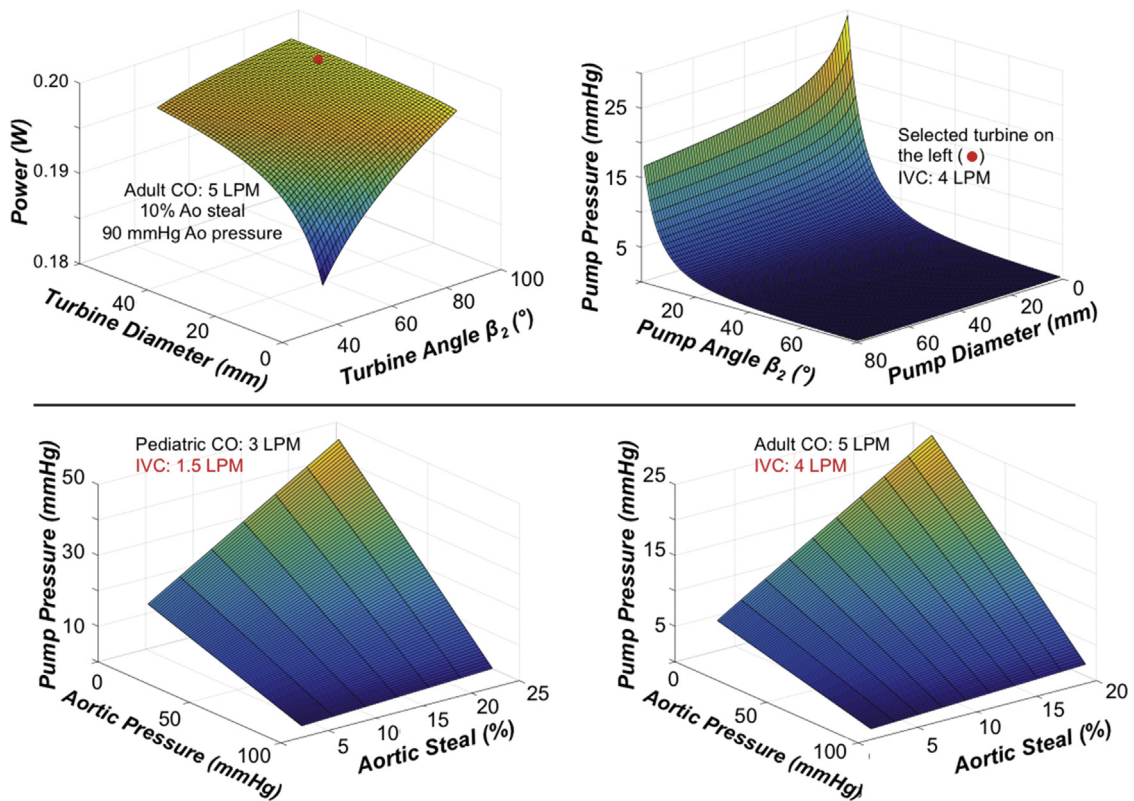 0.20
0.19
0.18
Power (W)
Adult CO: 5 LPM
10% Ao steal
90 mmHg Ao pressure
40
20
0
Turbine Diameter (mm)
40
60
80
100
Turbine Angle β2 (°)
25
15
5
Pump Pressure (mmHg)
Selected turbine on
the left ( )
IVC: 4 LPM
20
40
60
80
Pump Angle β2 (°)
60
40
20
0
Pump Diameter (mm)
Pediatric CO: 3 LPM
IVC: 1.5 LPM
50
30
10
Pump Pressure (mmHg)
0
50
100
Aortic Pressure (mmHg)
5
10
15
20
25
Aortic Steal (%)
Adult CO: 5 LPM
IVC: 4 LPM
25
15
5
Pump Pressure (mmHg)
0
50
100
Aortic Pressure (mmHg)
5
10
15
20
Aortic Steal (%)